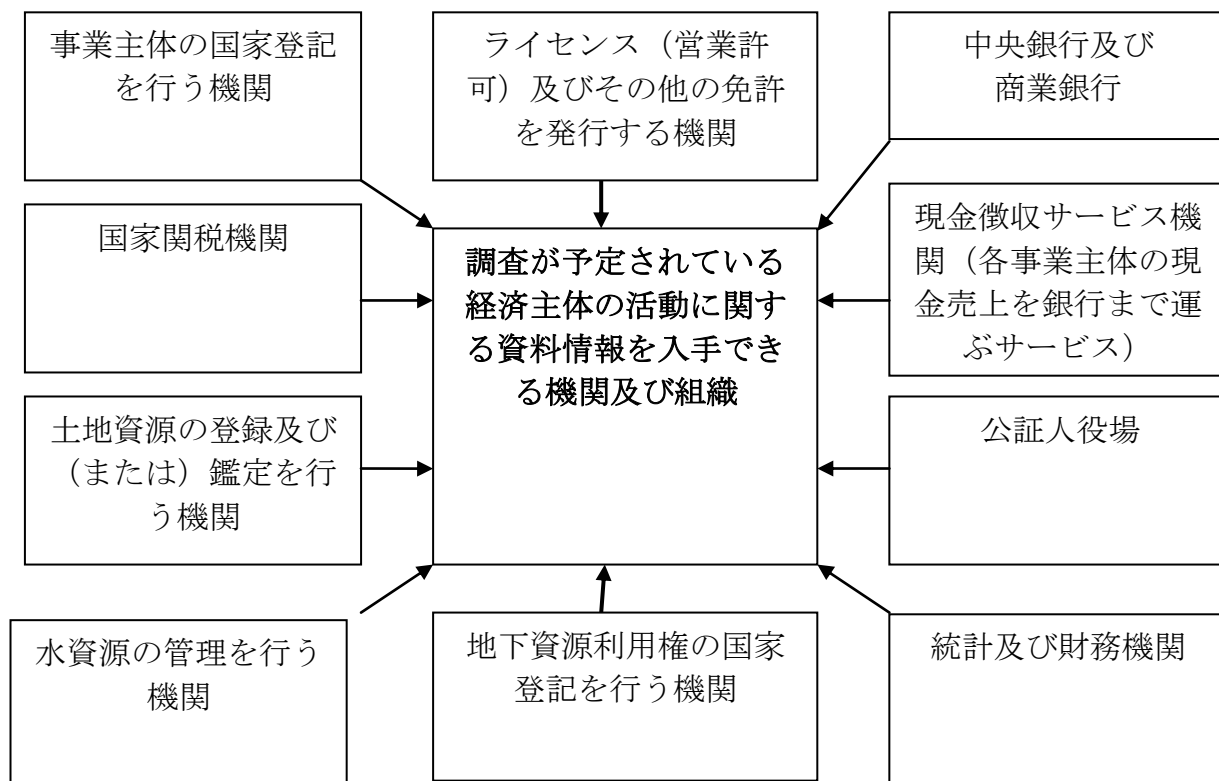 事業主体の国家登記
を行う機関
ライセンス（営業許
可）及びその他の免許
を発行する機関
中央銀行及び
商業銀行
国家関税機関
調査が予定されている
経済主体の活動に関す
る資料情報を入手でき
る機関及び組織
現金徴収サービス機
関（各事業主体の現
金売上を銀行まで運
ぶサービス）
土地資源の登録及び
（または）鑑定を行
う機関
公証人役場
水資源の管理を行う
機関
地下資源利用権の国家
登記を行う機関
統計及び財務機関